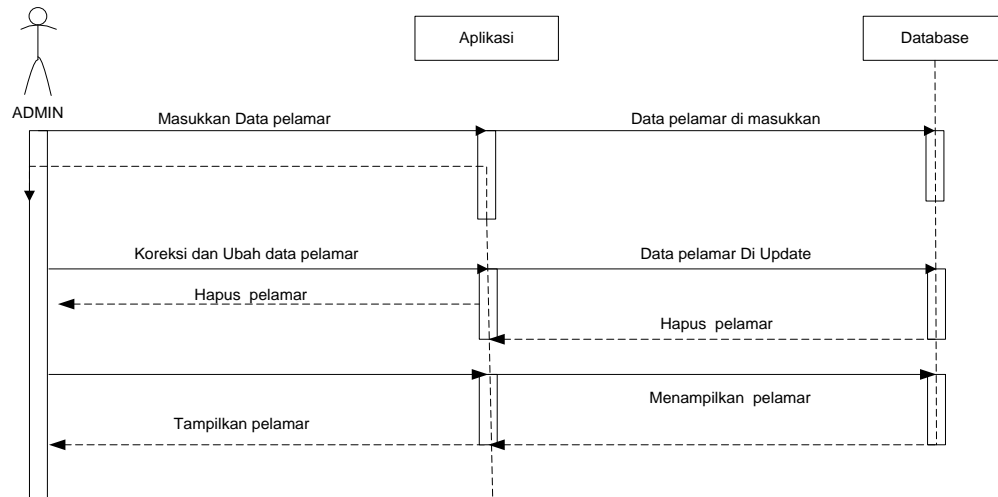 Aplikasi
Database
ADMIN
Masukkan Data pelamar
Data pelamar di masukkan
Koreksi dan Ubah data pelamar
Data pelamar Di Update
Hapus pelamar
Hapus pelamar
Menampilkan pelamar
Tampilkan pelamar